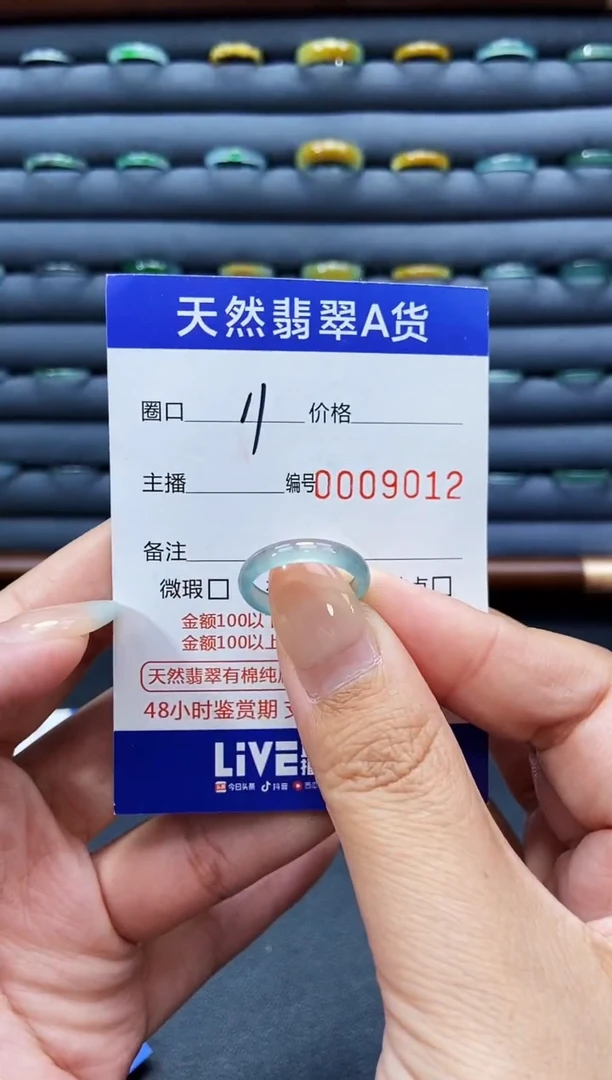 天然翡翠A货
圈口 11 价格
主播 编号0009012
备注
微瑕
金额100以
金额100以上
天然翡翠有棉纯
48小时鉴赏期
LiVE
今日头条 抖音